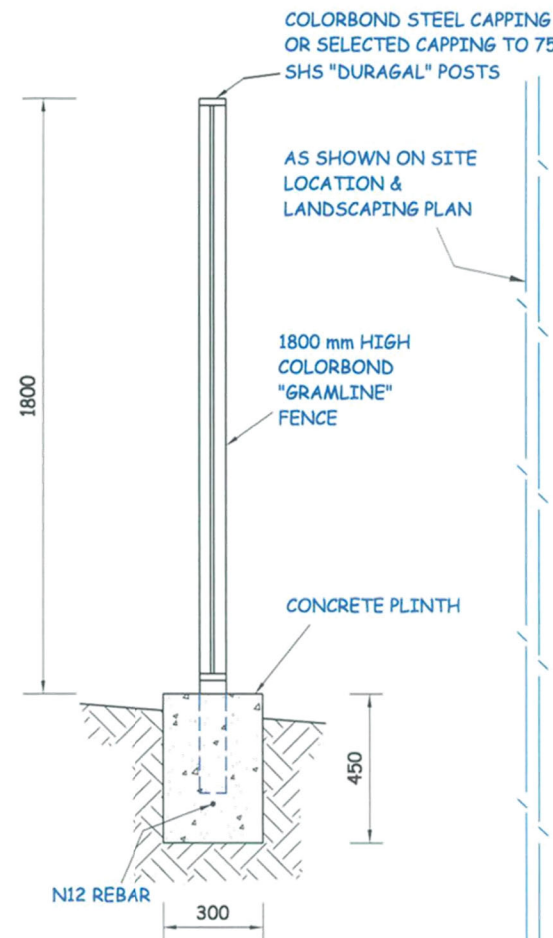 COLORBOND STEEL CAPPING
OR SELECTED CAPPING TO 75
SHS "DURAGAL" POSTS
AS SHOWN ON SITE
LOCATION &
LANDSCAPING PLAN
1800 mm HIGH
COLORBOND
"GRAMLINE"
FENCE
1800
CONCRETE PLINTH
450
N12 REBAR
300